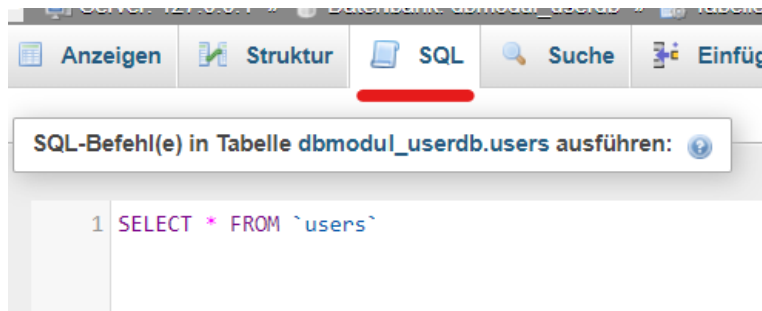 Anzeigen Struktur SQL Suche
SQL-Befehl(e) in Tabelle dbmodul_userdb.users ausführen:
1 SELECT * FROM `users`